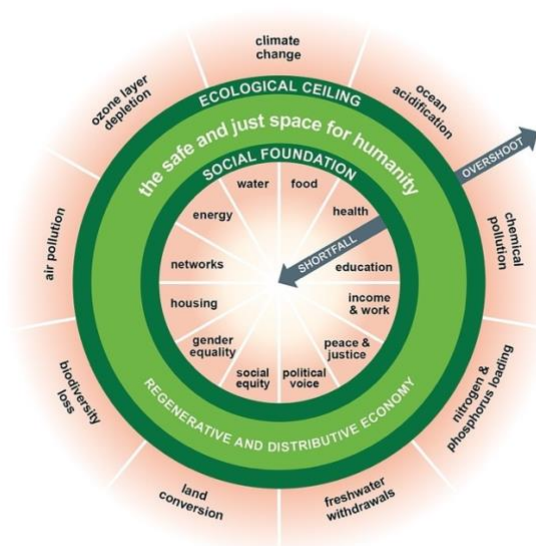 climate
change
ocean
acidification
chemical
pollution
nitrogen &
phosphorus loading
freshwater
withdrawals
land
conversion
biodiversity
loss
air pollution
ozone layer
depletion
OVERSHOOT
ECOLOGICAL CEILING
the safe and just space for humanity
SOCIAL FOUNDATION
water
food
health
SHORTFALL
education
income
& work
peace &
justice
political
voice
social
equity
gender
equality
housing
networks
energy
REGENERATIVE AND DISTRIBUTIVE ECONOMY